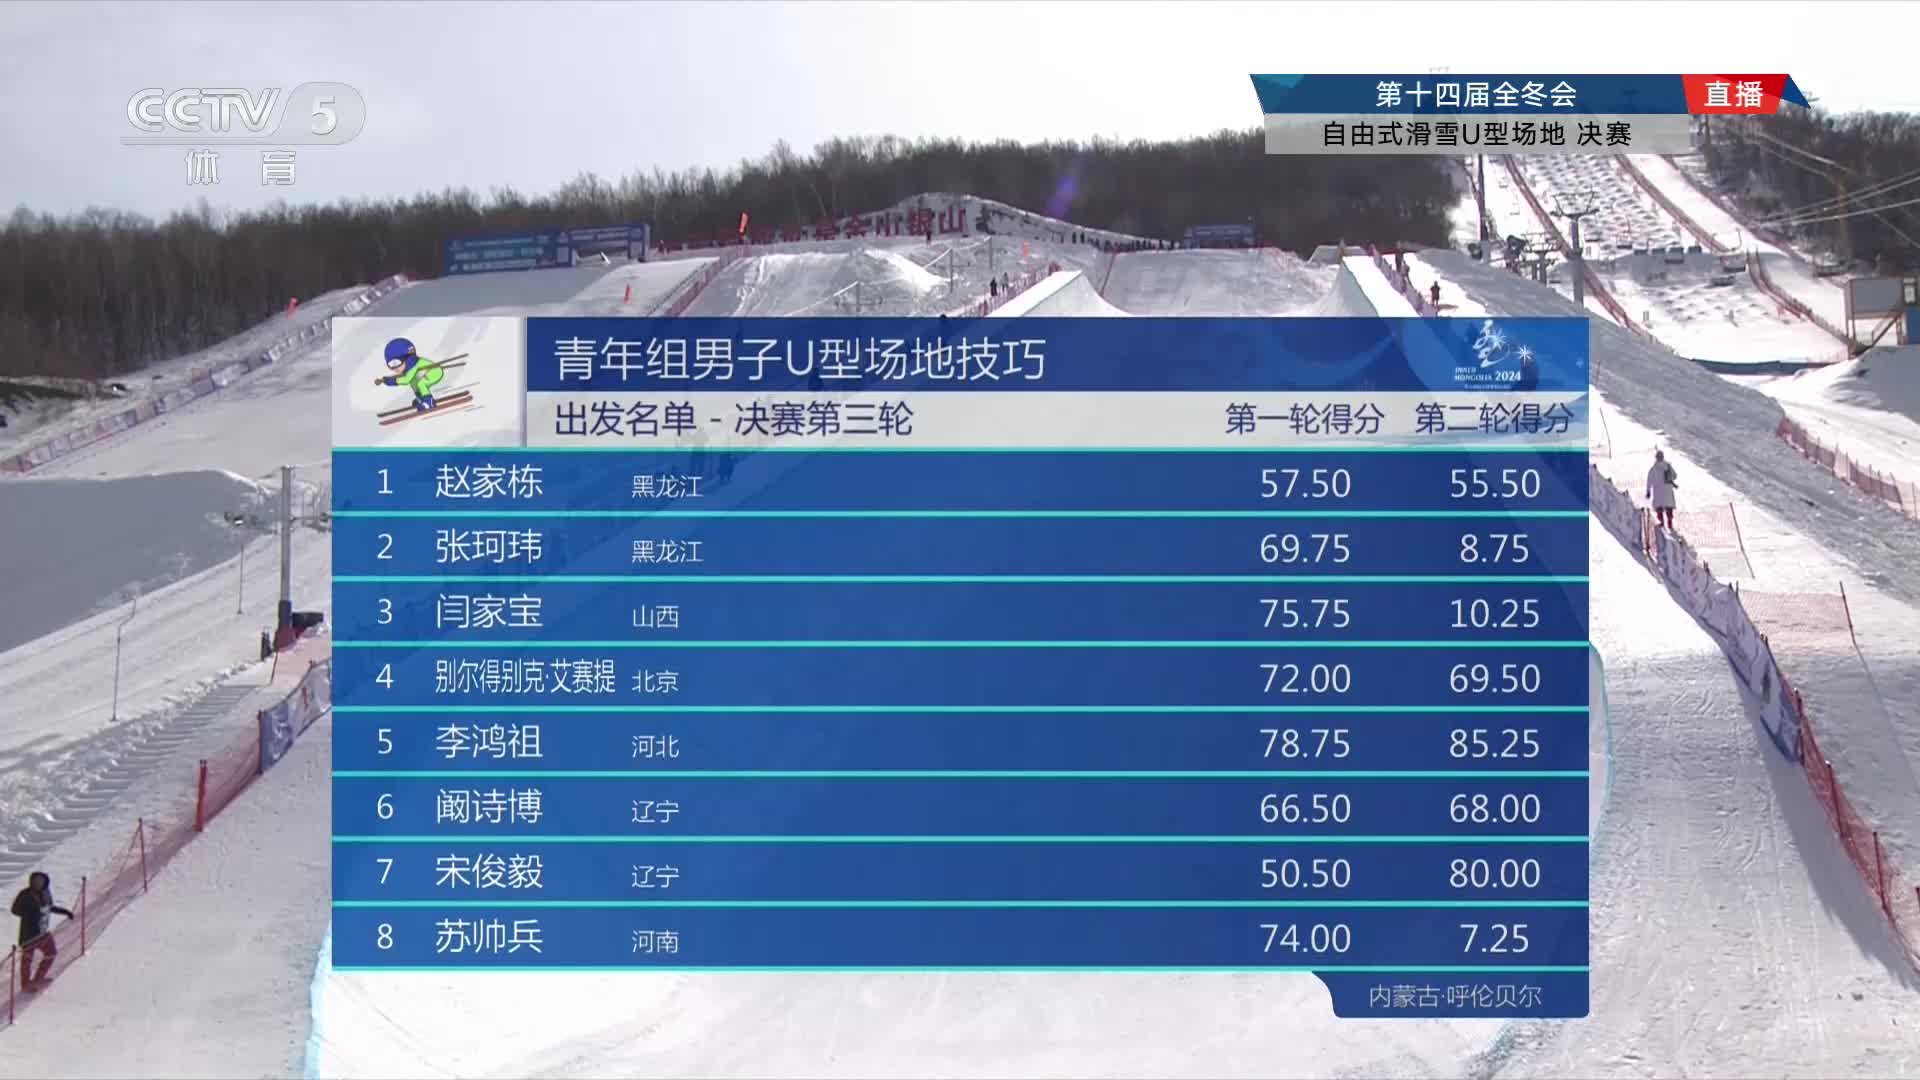 CCTV 5
体育
第十四届全冬会 直播
自由式滑雪U型场地 决赛
青年组男子U型场地技巧
INNER MONGOLIA 2024
出发名单 - 决赛第三轮 第一轮得分 第二轮得分
1 赵家栋 黑龙江 57.50 55.50
2 张珂玮 黑龙江 69.75 8.75
3 闫家宝 山西 75.75 10.25
4 别尔得别克·艾赛提 北京 72.00 69.50
5 李鸿祖 河北 78.75 85.25
6 阚诗博 辽宁 66.50 68.00
7 宋俊毅 辽宁 50.50 80.00
8 苏帅兵 河南 74.00 7.25
内蒙古·呼伦贝尔